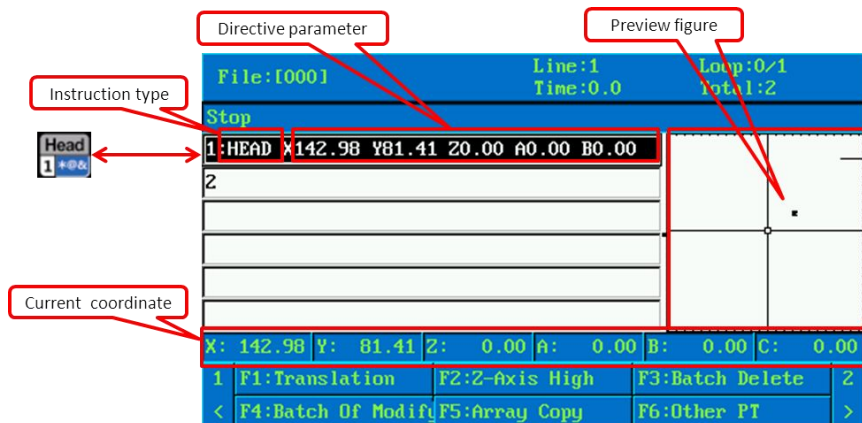 Directive parameter
Preview figure
File:[000]
Line:1
Loop:0/1
Time:0.0
Total:2
Instruction type
Stop
Head
1 *@&
1:HEAD X142.98 Y81.41 Z0.00 A0.00 B0.00
2
Current coordinate
X: 142.98 Y: 81.41 Z: 0.00 A: 0.00 B: 0.00 C: 0.00
1 F1:Translation F2:Z-Axis High F3:Batch Delete 2
< F4:Batch Of Modify F5:Array Copy F6:Other PT >